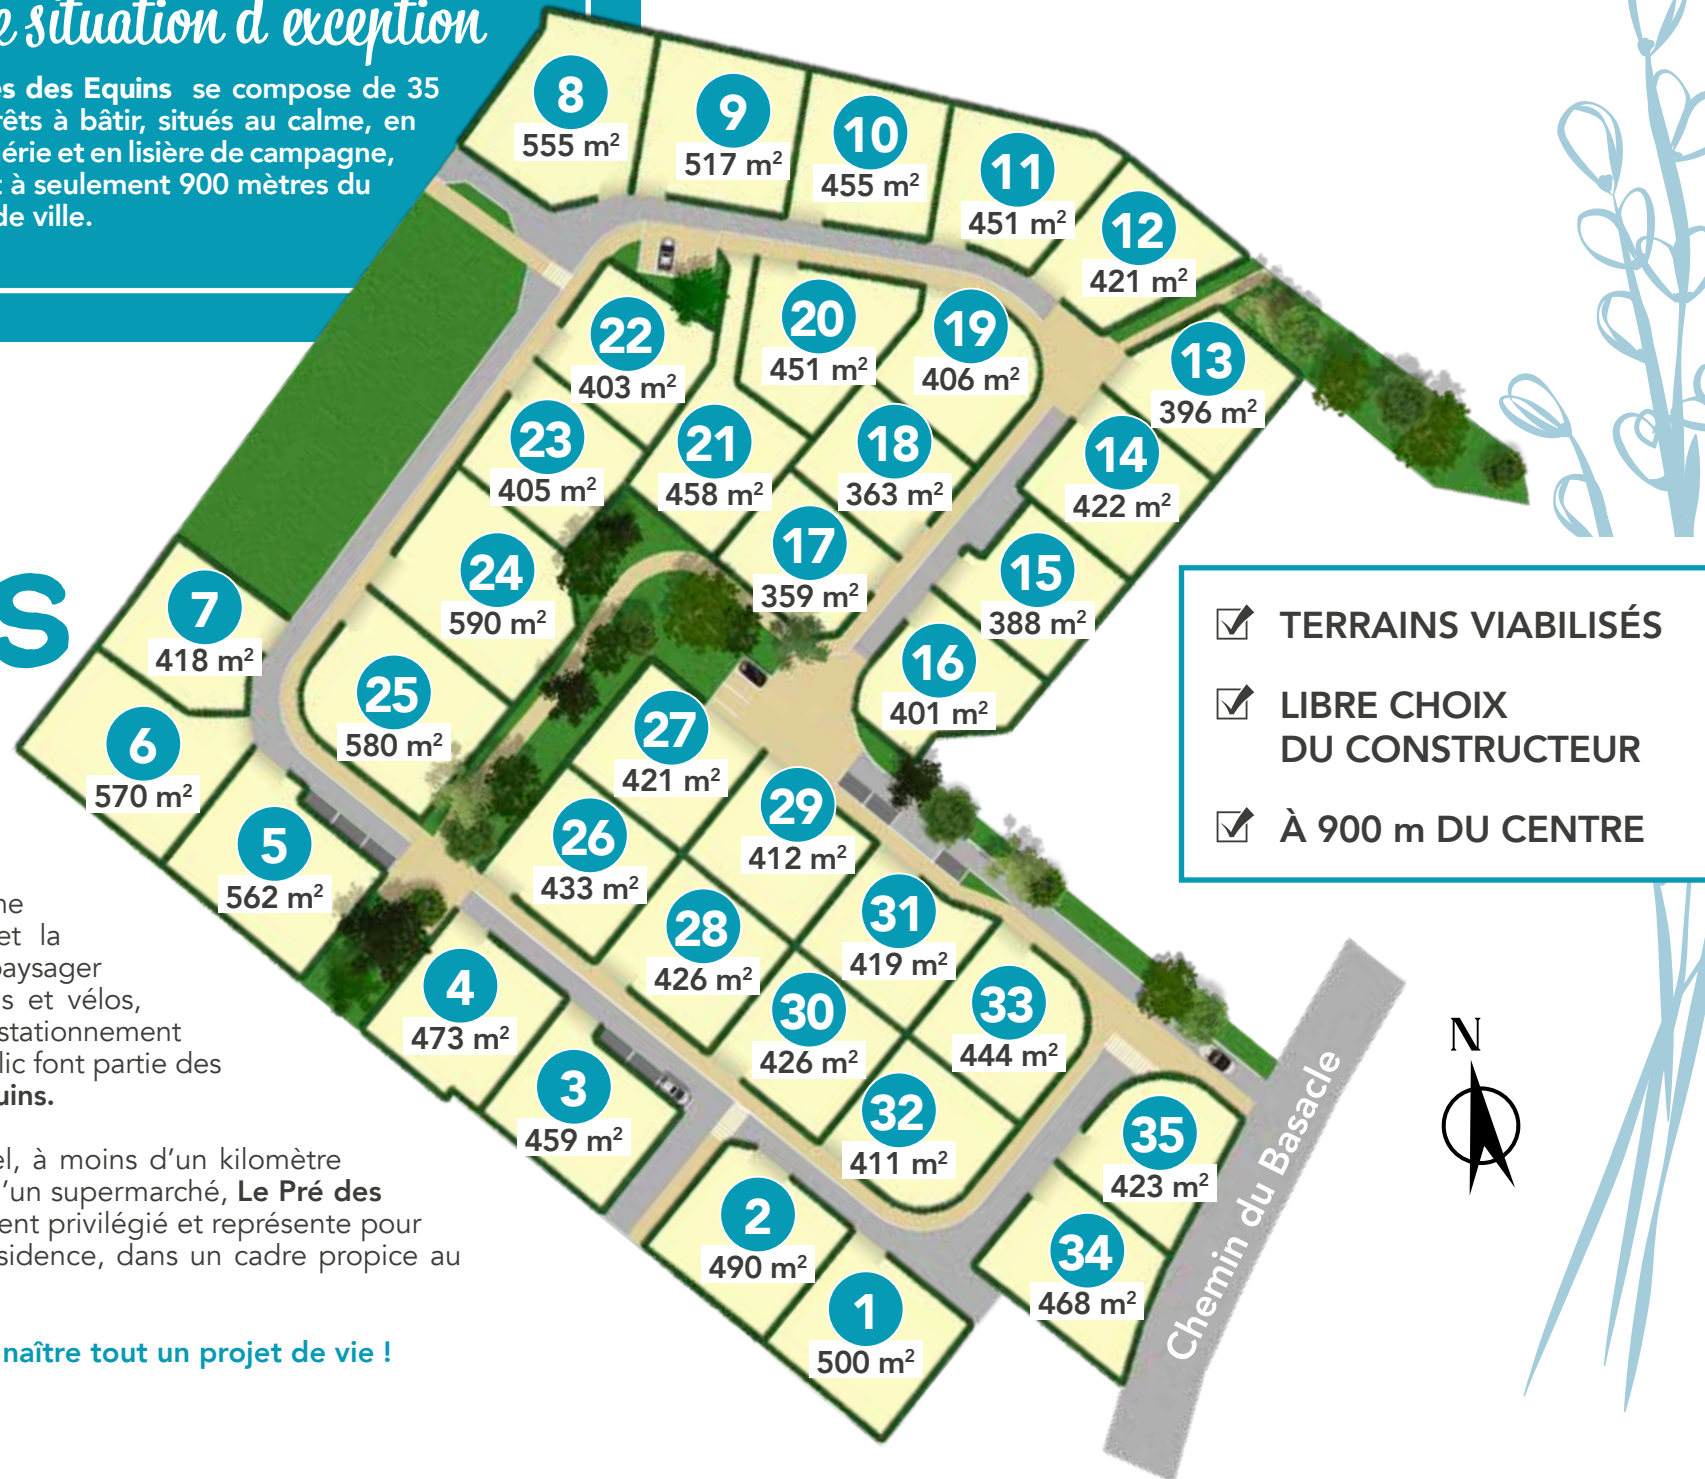 situation d'exception
des Equins se compose de 35
à bâtir, situés au calme, en
et en lisière de campagne,
à seulement 900 mètres du
de ville.
8
555 m²
9
517 m²
10
455 m²
11
451 m²
12
421 m²
22
403 m²
20
451 m²
19
406 m²
13
396 m²
23
405 m²
21
458 m²
18
363 m²
14
422 m²
24
590 m²
17
359 m²
15
388 m²
7
418 m²
S
25
580 m²
16
401 m²
TERRAINS VIABILISÉS
LIBRE CHOIX
DU CONSTRUCTEUR
À 900 m DU CENTRE
6
570 m²
27
421 m²
5
562 m²
26
433 m²
29
412 m²
28
426 m²
31
419 m²
4
473 m²
30
426 m²
33
444 m²
3
459 m²
32
411 m²
35
423 m²
2
490 m²
34
468 m²
1
500 m²
Chemin du Basacle
N
et la
paysager
et vélos,
stationnement
font partie des
à moins d'un kilomètre
d'un supermarché, Le Pré des
privilégié et représente pour
dans un cadre propice au
naître tout un projet de vie !